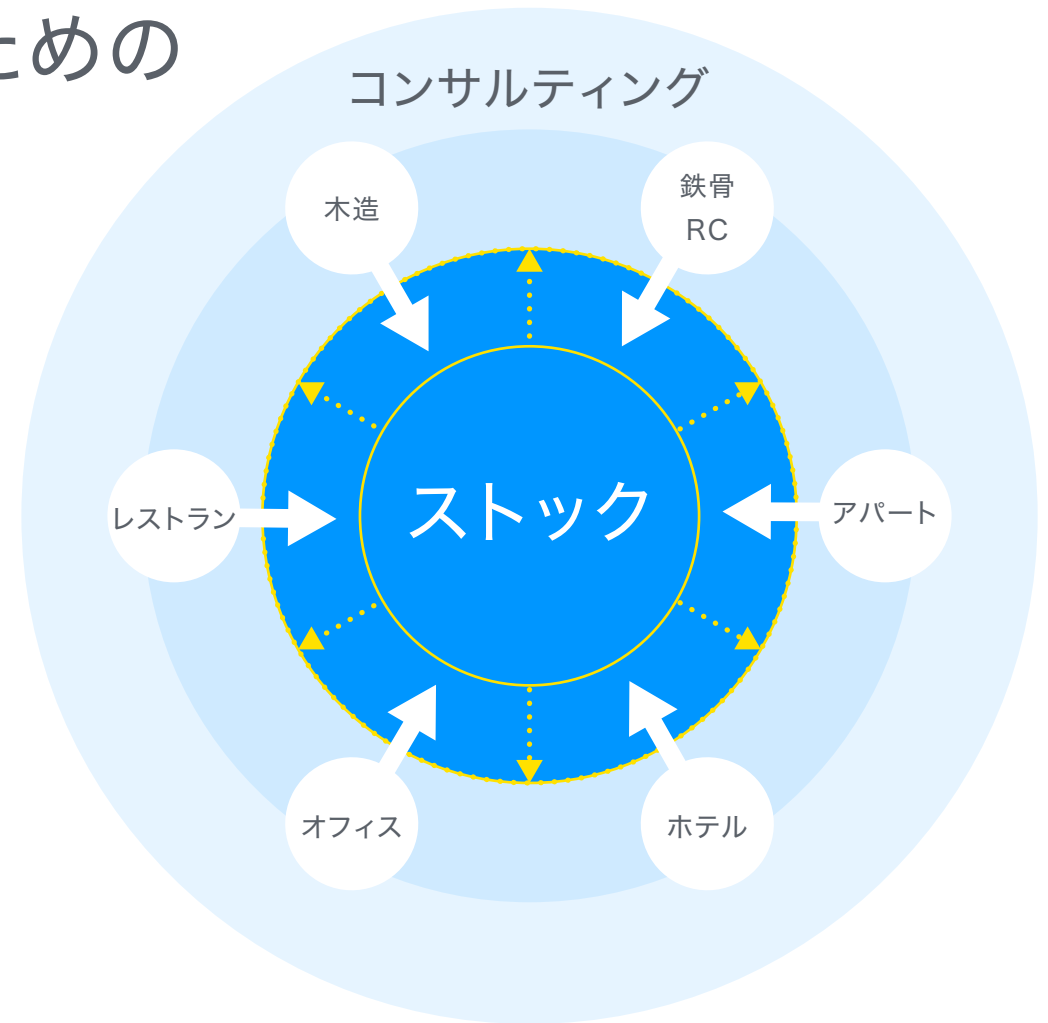 ための
コンサルティング
木造
鉄骨
RC
レストラン
ストック
アパート
オフィス
ホテル